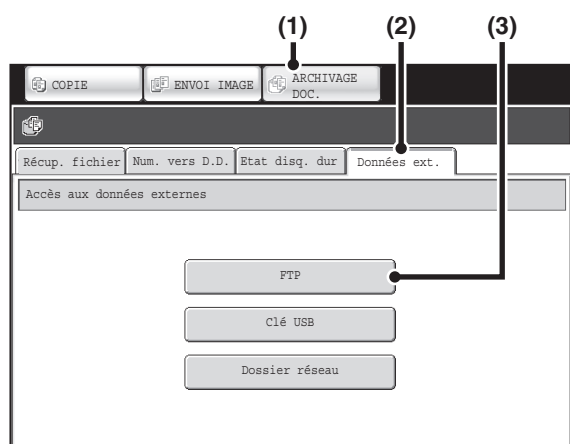 (1) (2) (3)
COPIE
ENVOI IMAGE
ARCHIVAGE
DOC.
Récup. fichier
Num. vers D.D.
Etat disq. dur
Données ext.
Accès aux données externes
FTP
Clé USB
Dossier réseau